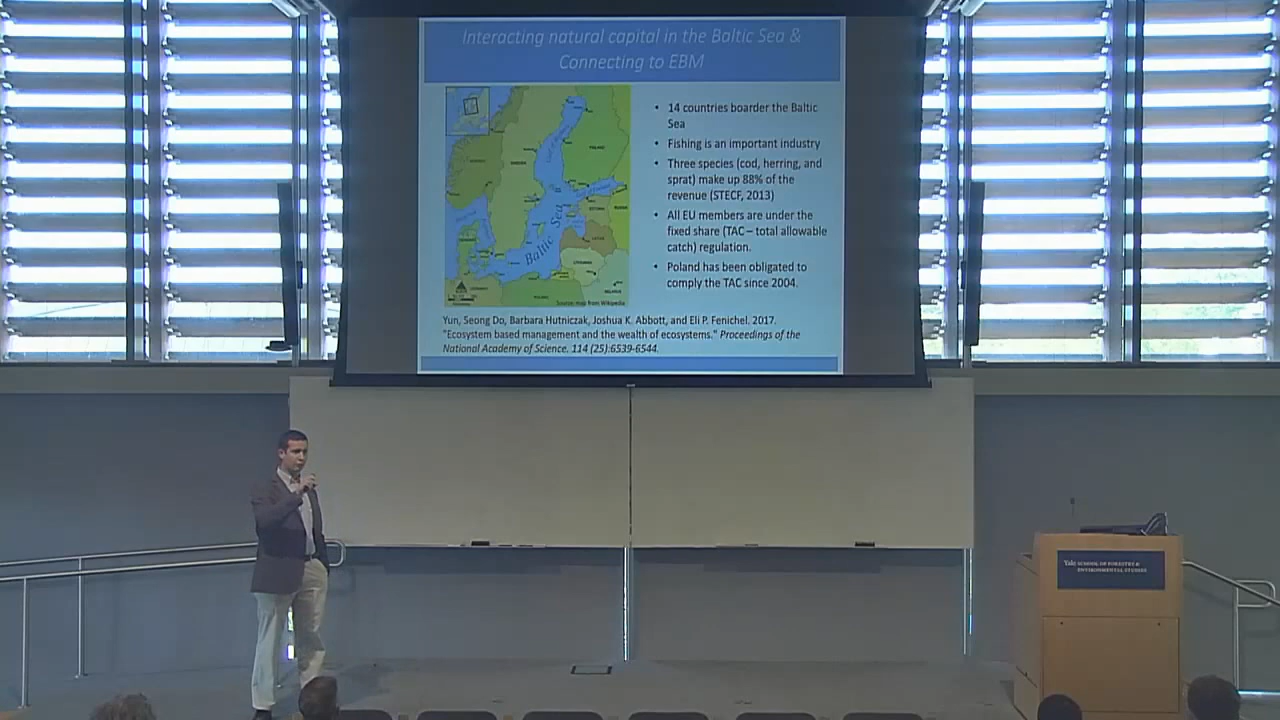 Interacting natural capital in the Baltic Sea &
Connecting to EBM
• 14 countries boarder the Baltic
Sea
• Fishing is an important industry
• Three species (cod, herring, and
sprat) make up 88% of the
revenue (STECF, 2013)
• All EU members are under the
fixed share (TAC – total allowable
catch) regulation.
• Poland has been obligated to
comply the TAC since 2004.
Baltic Sea
Source: map from Wikipedia
Yun, Seong Do, Barbara Hutniczak, Joshua K. Abbott, and Eli P. Fenichel. 2017.
"Ecosystem based management and the wealth of ecosystems." Proceedings of the
National Academy of Science. 114 (25):6539-6544.
Yale SCHOOL OF FORESTRY &
ENVIRONMENTAL STUDIES